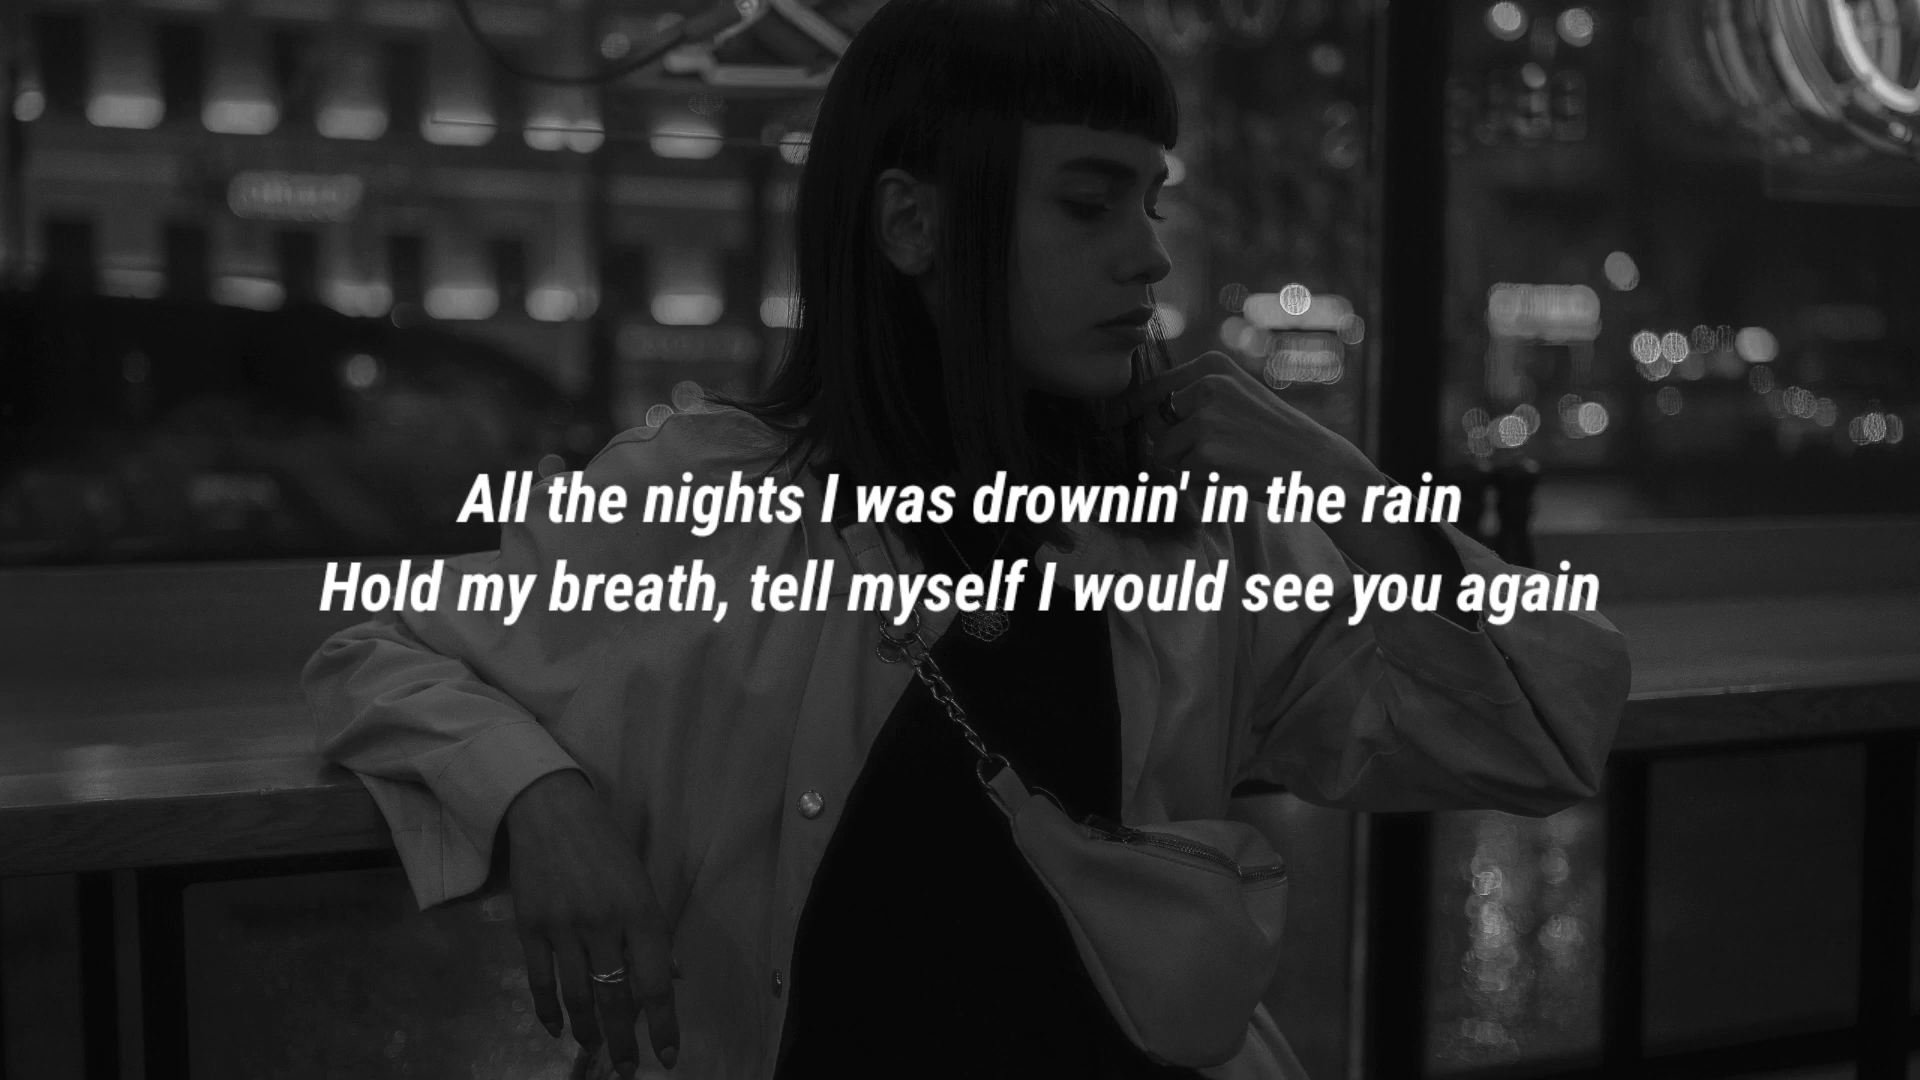 All the nights I was drownin' in the rain
Hold my breath, tell myself I would see you again